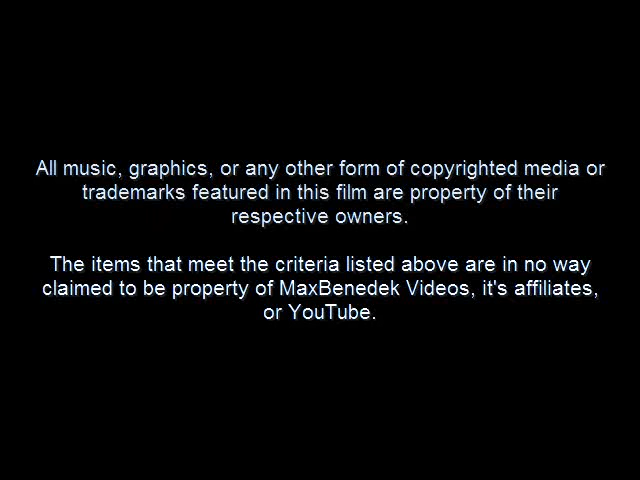 All music, graphics, or any other form of copyrighted media or
trademarks featured in this film are property of their
respective owners.
The items that meet the criteria listed above are in no way
claimed to be property of MaxBenedek Videos, it's affiliates,
or YouTube.